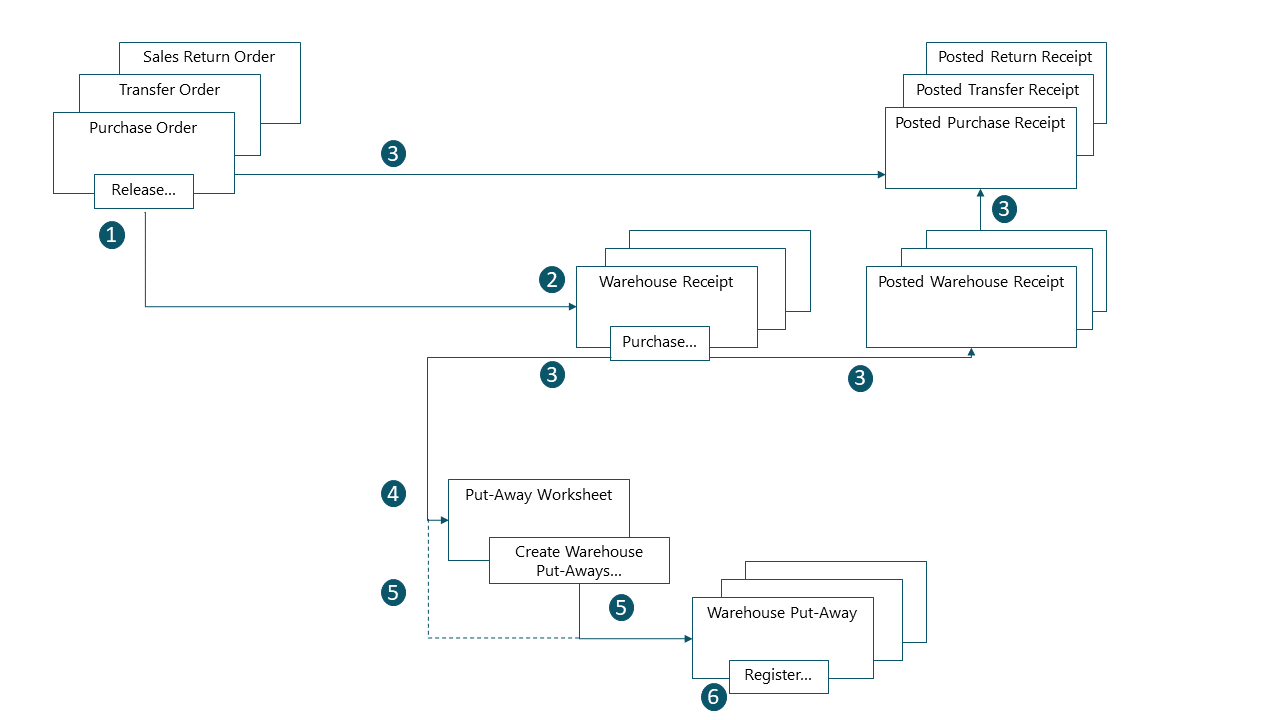 Sales Return Order
Transfer Order
Purchase Order
Release...
1
3
Posted Return Receipt
Posted Transfer Receipt
Posted Purchase Receipt
3
2
Warehouse Receipt
Purchase...
Posted Warehouse Receipt
3
3
4
Put-Away Worksheet
Create Warehouse
Put-Aways...
5
5
Warehouse Put-Away
Register...
6